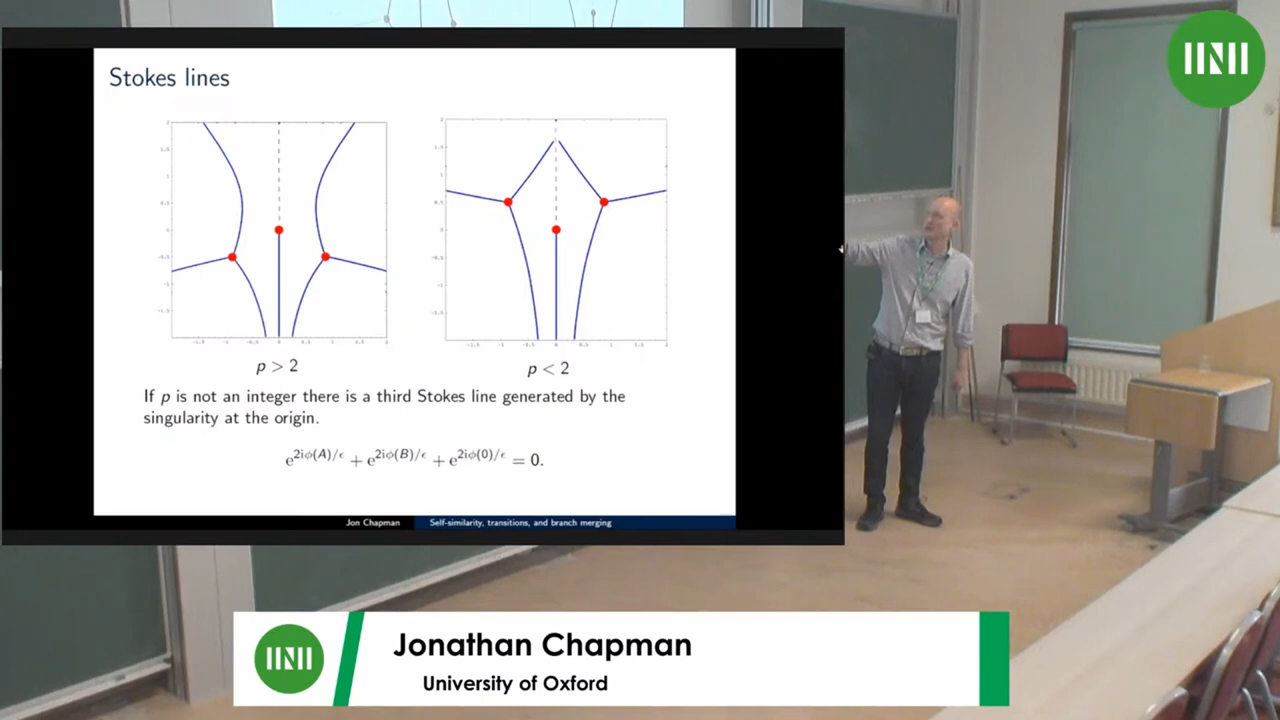 Stokes lines
p > 2
p < 2
If p is not an integer there is a third Stokes line generated by the
singularity at the origin.
e^{2iϕ(A)/ϵ} + e^{2iϕ(B)/ϵ} + e^{2iϕ(0)/ϵ} = 0.
Jon Chapman Self-similarity, transitions, and branch merging
Jonathan Chapman
University of Oxford